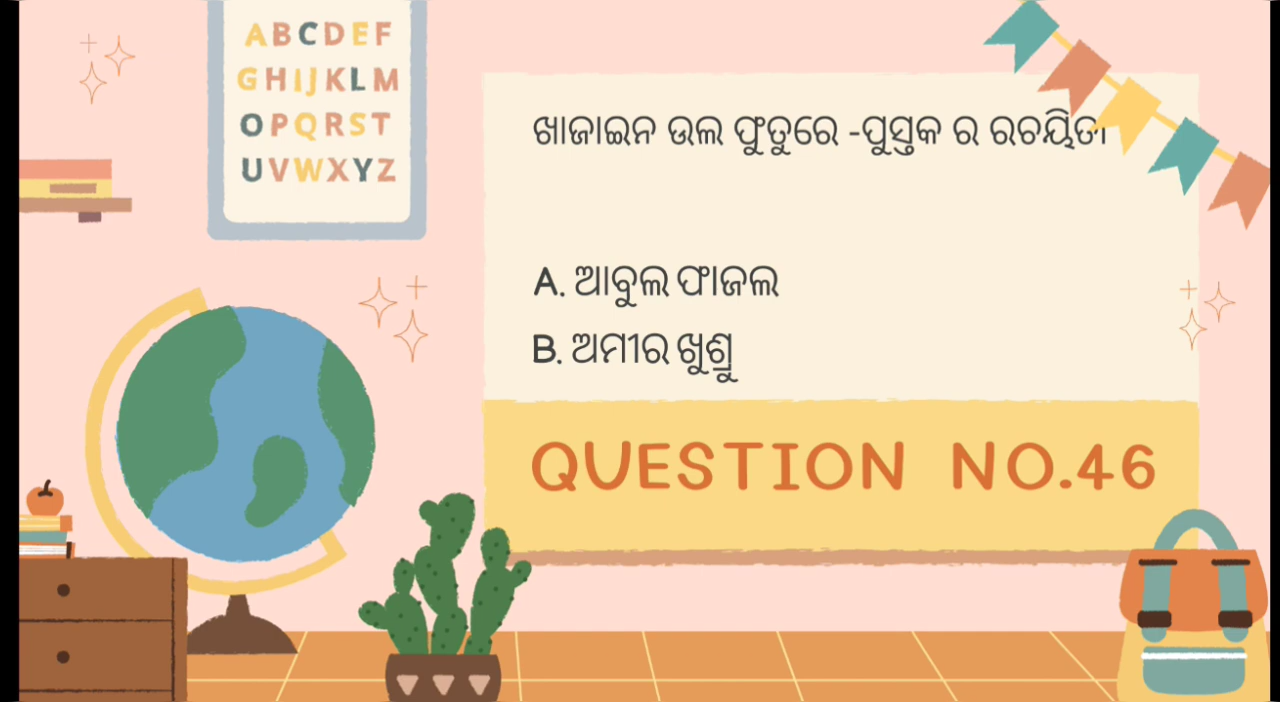 ABCDEF
GHIJKLM
OPQRST
UVWXYZ
ଖାଜାଇନ ଉଲ ଫୁତୁରେ -ପୁସ୍ତକ ର ରଚୟିତା
A. ଆବୁଲ ଫାଜଲ
B. ଅମୀର ଖୁଶ୍ରୁ
QUESTION NO.46